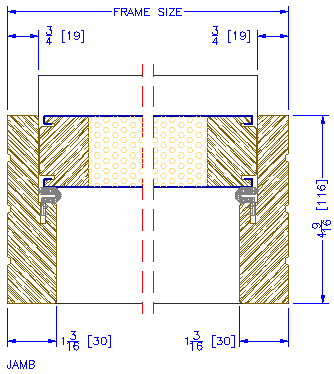 FRAME SIZE
3/4 [19]
3/4 [19]
4 9/16 [116]
1 3/16 [30]
1 3/16 [30]
JAMB